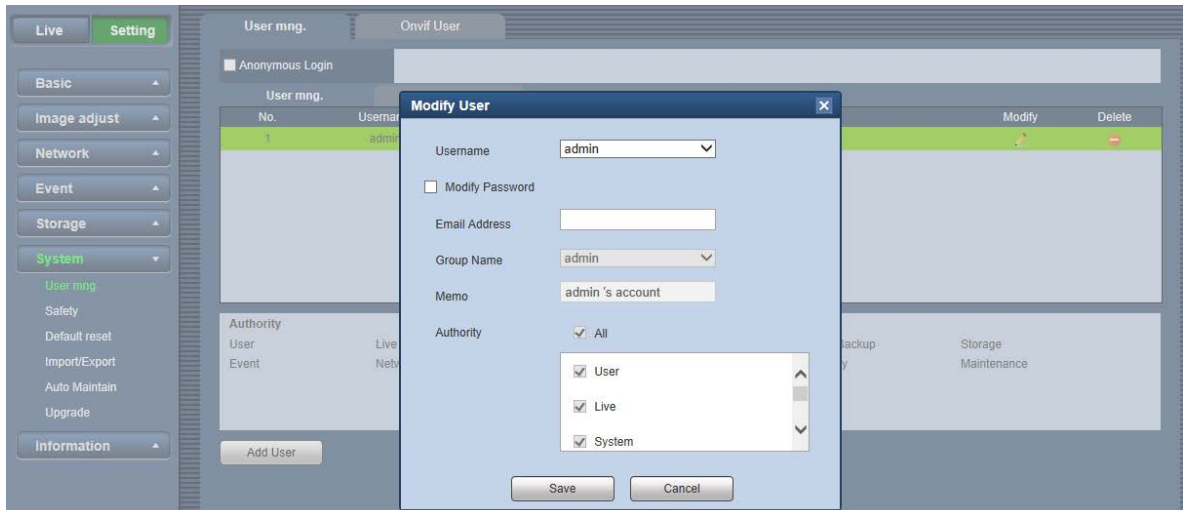 Live Setting User mng. Onvif User
Anonymous Login
Basic
Image adjust
Network
Event
Storage
System
User mng.
Safety
Default reset
Import/Export
Auto Maintain
Upgrade
Information
User mng.
No. Modify Delete
1
Authority
User Live Storage
Event Maintenance
Add User
Modify User
Username admin
Modify Password
Email Address
Group Name admin
Memo admin 's account
Authority All
User
Live
System
Save Cancel